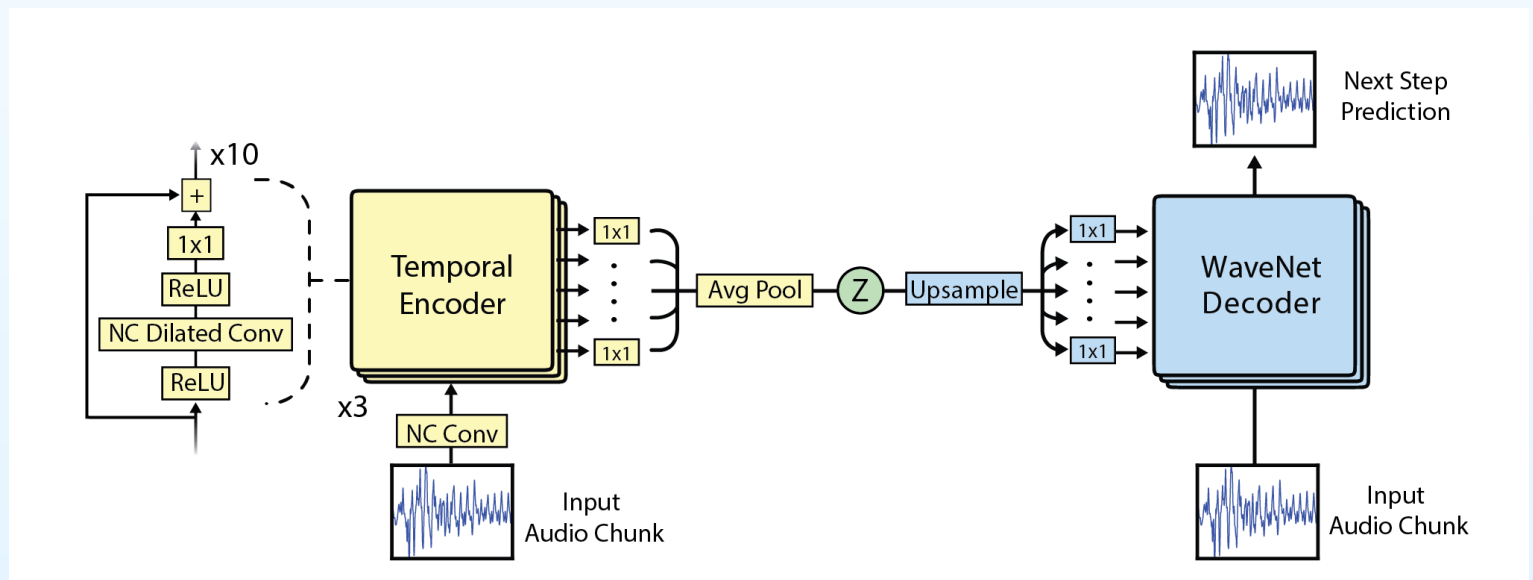 x10
+
1x1
ReLU
NC Dilated Conv
ReLU
Temporal
Encoder
x3
NC Conv
Input
Audio Chunk
1x1
1x1
Avg Pool
Z
Upsample
1x1
1x1
WaveNet
Decoder
Next Step
Prediction
Input
Audio Chunk